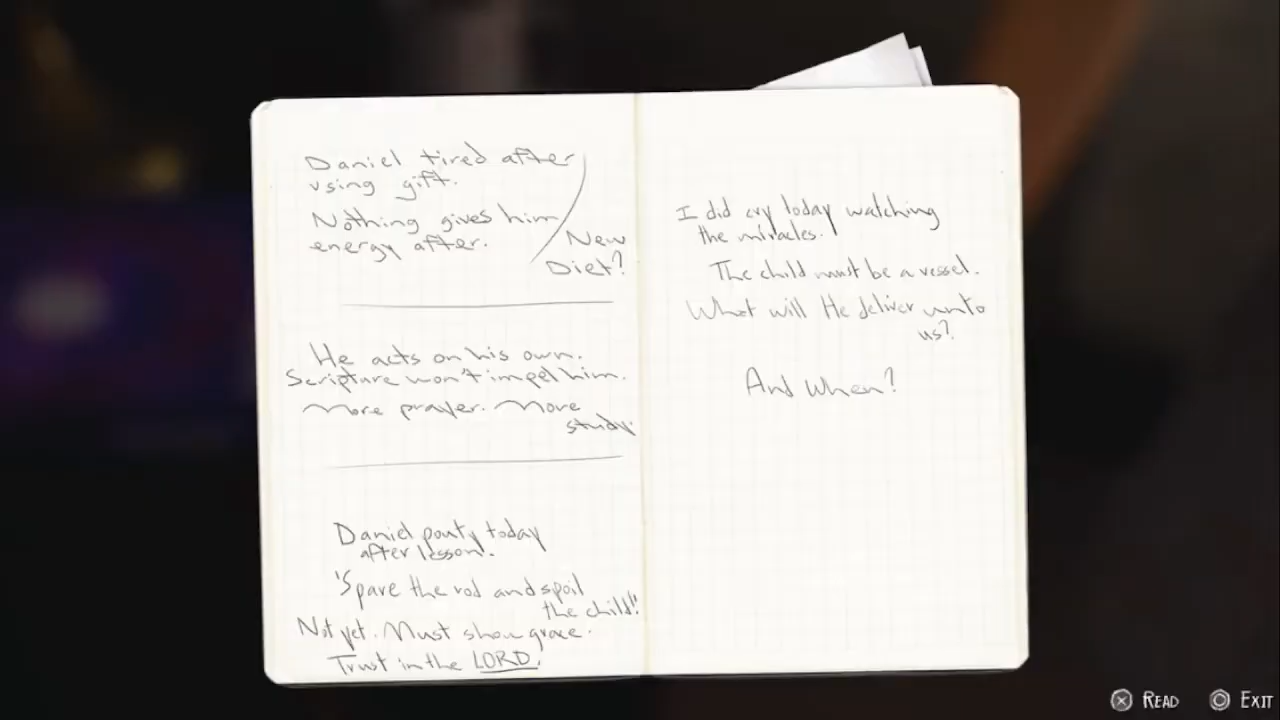 Daniel tired after
using gift.
Nothing gives him
energy after.
New
Diet?
He acts on his own.
Scripture won't impel him.
More prayer. More
study.
Daniel pouty today
after lesson.
'Spare the rod and spoil
the child!'
Not yet. Must show grace.
Trust in the LORD.
I did cry today watching
the miracles.
The child must be a vessel.
What will He deliver unto
us?
And when?
READ
EXIT